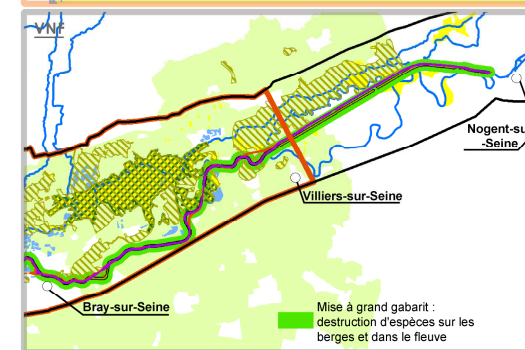 VNf
Nogent-su
-Seine
Villiers-sur-Seine
Bray-sur-Seine
Mise à grand gabarit :
destruction d'espèces sur les
berges et dans le fleuve